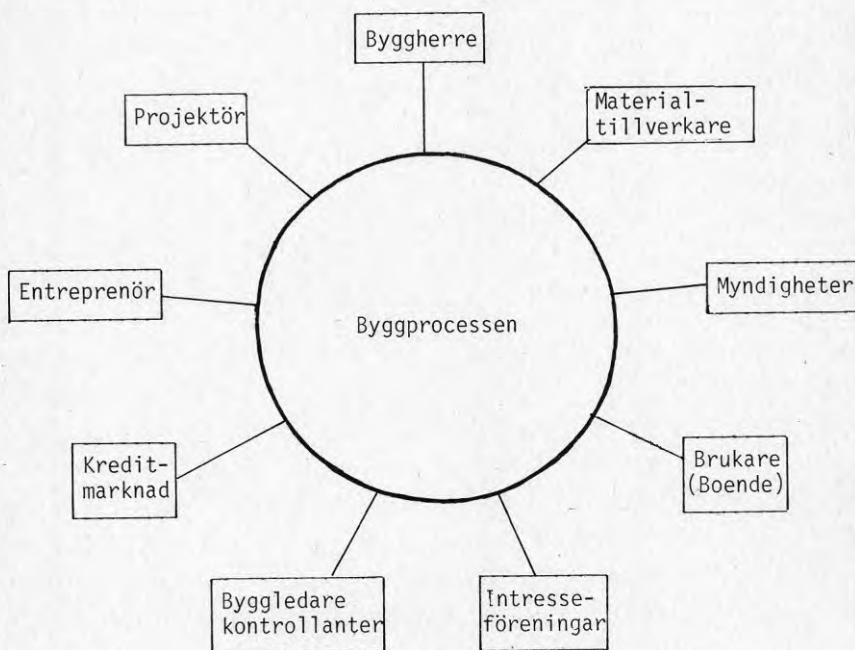 Byggherre
Projektör
Material-
tillverkare
Entreprenör
Myndigheter
Byggprocessen
Kredit-
marknad
Brukare
(Boende)
Byggledare
kontrollanter
Intresse-
föreningar